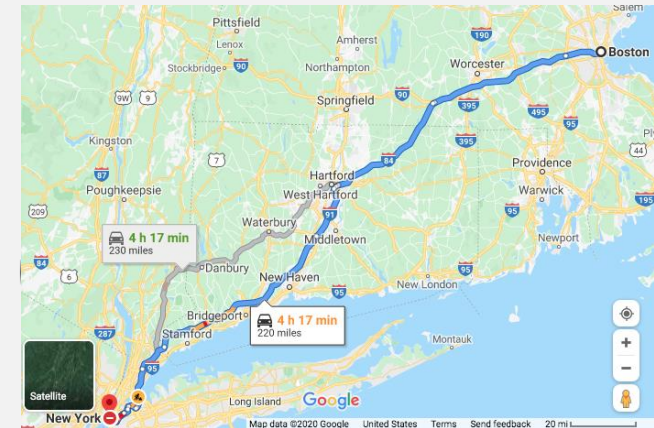 Pittsfield
Salem
Lenox
Amherst
190
Boston
Stockbridge
90
Northampton
Worcester
90
395
495
9W
9
Springfield
95
Kingston
395
44
7
84
Providence
87
Hartford
Poughkeepsie
West Hartford
Warwick
209
91
195
4 h 17 min
230 miles
Waterbury
Middletown
95
Newport
84
6
Danbury
New Haven
95
New London
Bridgeport
4 h 17 min
220 miles
287
Stamford
Montauk
95
Satellite
Long Island
Google
New York
Map data ©2020 Google United States Terms Send feedback 20 mi